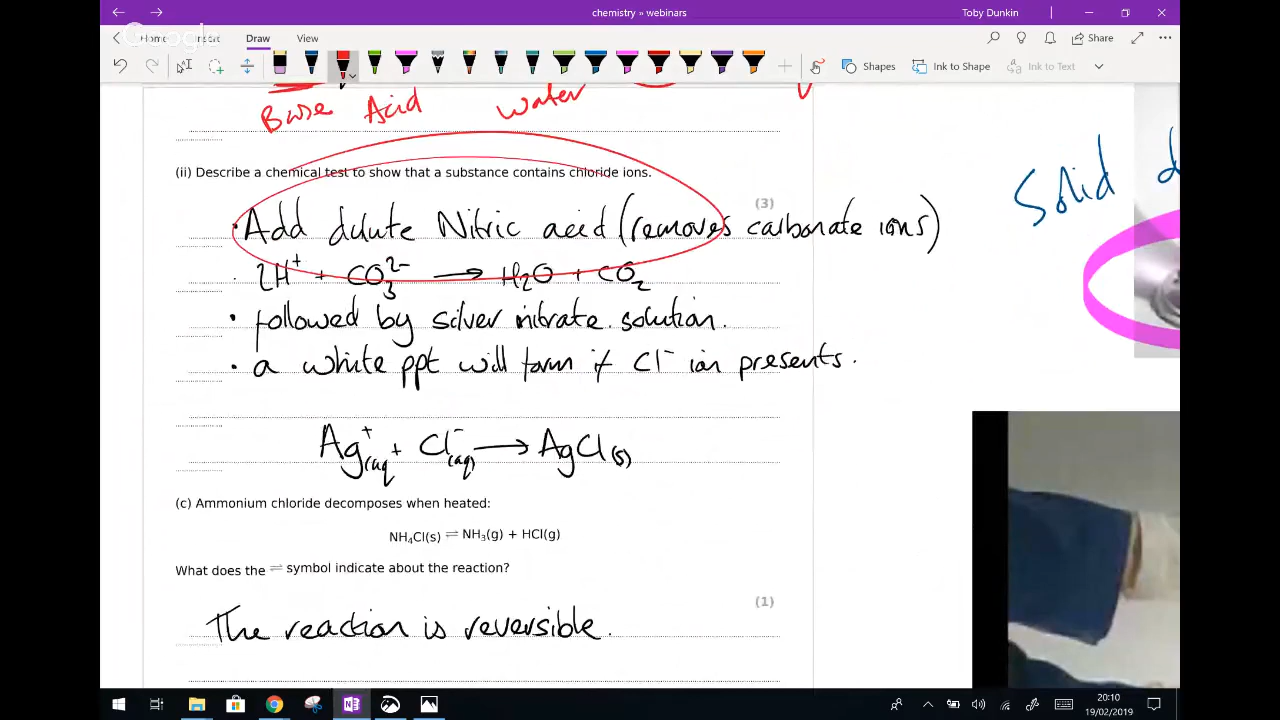 chemistry » webinars
Toby Dunkin
Google
Home Insert Draw View
Share
Shapes
Ink to Shape
Ink to Text
Base Acid Water
(ii) Describe a chemical test to show that a substance contains chloride ions.
(3)
Solid
• Add dilute Nitric acid (removes carbonate ions)
2H⁺ + CO₃²⁻ → H₂O + CO₂
• followed by silver nitrate solution.
• a white ppt will form if Cl⁻ ion presents.
Ag⁺(aq + Cl⁻(aq) → AgCl(s)
(c) Ammonium chloride decomposes when heated:
NH₄Cl(s) ⇌ NH₃(g) + HCl(g)
What does the ⇌ symbol indicate about the reaction?
(1)
The reaction is reversible.
20:10
19/02/2019